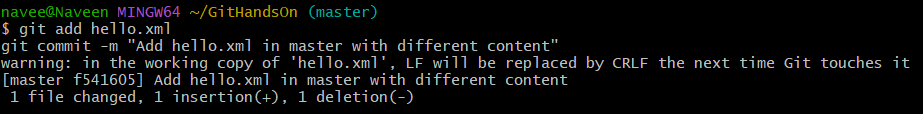 navee@Naveen MINGW64 ~/GitHandsOn (master)
$ git add hello.xml
git commit -m "Add hello.xml in master with different content"
warning: in the working copy of 'hello.xml', LF will be replaced by CRLF the next time Git touches it
[master f541605] Add hello.xml in master with different content
 1 file changed, 1 insertion(+), 1 deletion(-)